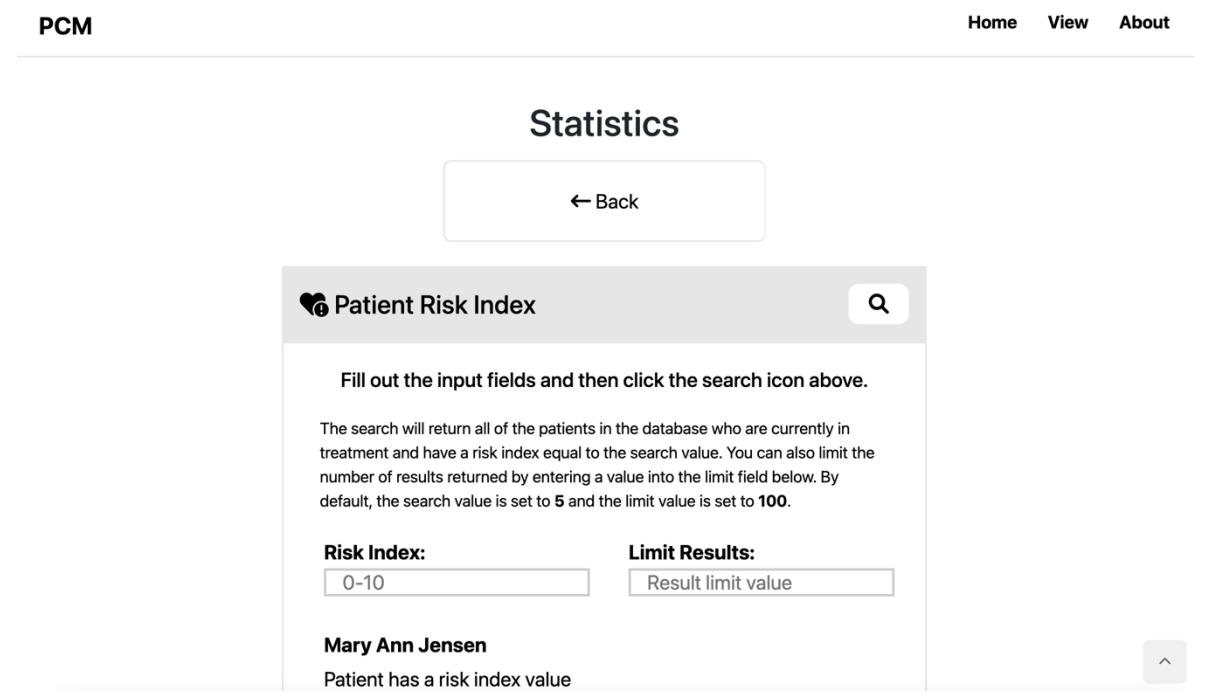 PCM
Home View About
Statistics
← Back
Patient Risk Index
Fill out the input fields and then click the search icon above.
The search will return all of the patients in the database who are currently in
treatment and have a risk index equal to the search value. You can also limit the
number of results returned by entering a value into the limit field below. By
default, the search value is set to 5 and the limit value is set to 100.
Risk Index: Limit Results:
0-10 Result limit value
Mary Ann Jensen
Patient has a risk index value